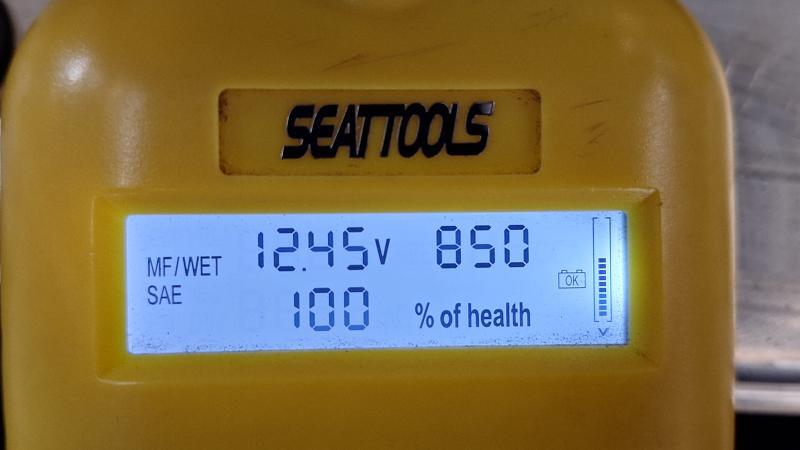 SEATTOOLS
MF/WET 12.45V 850
SAE 100 % of health
OK